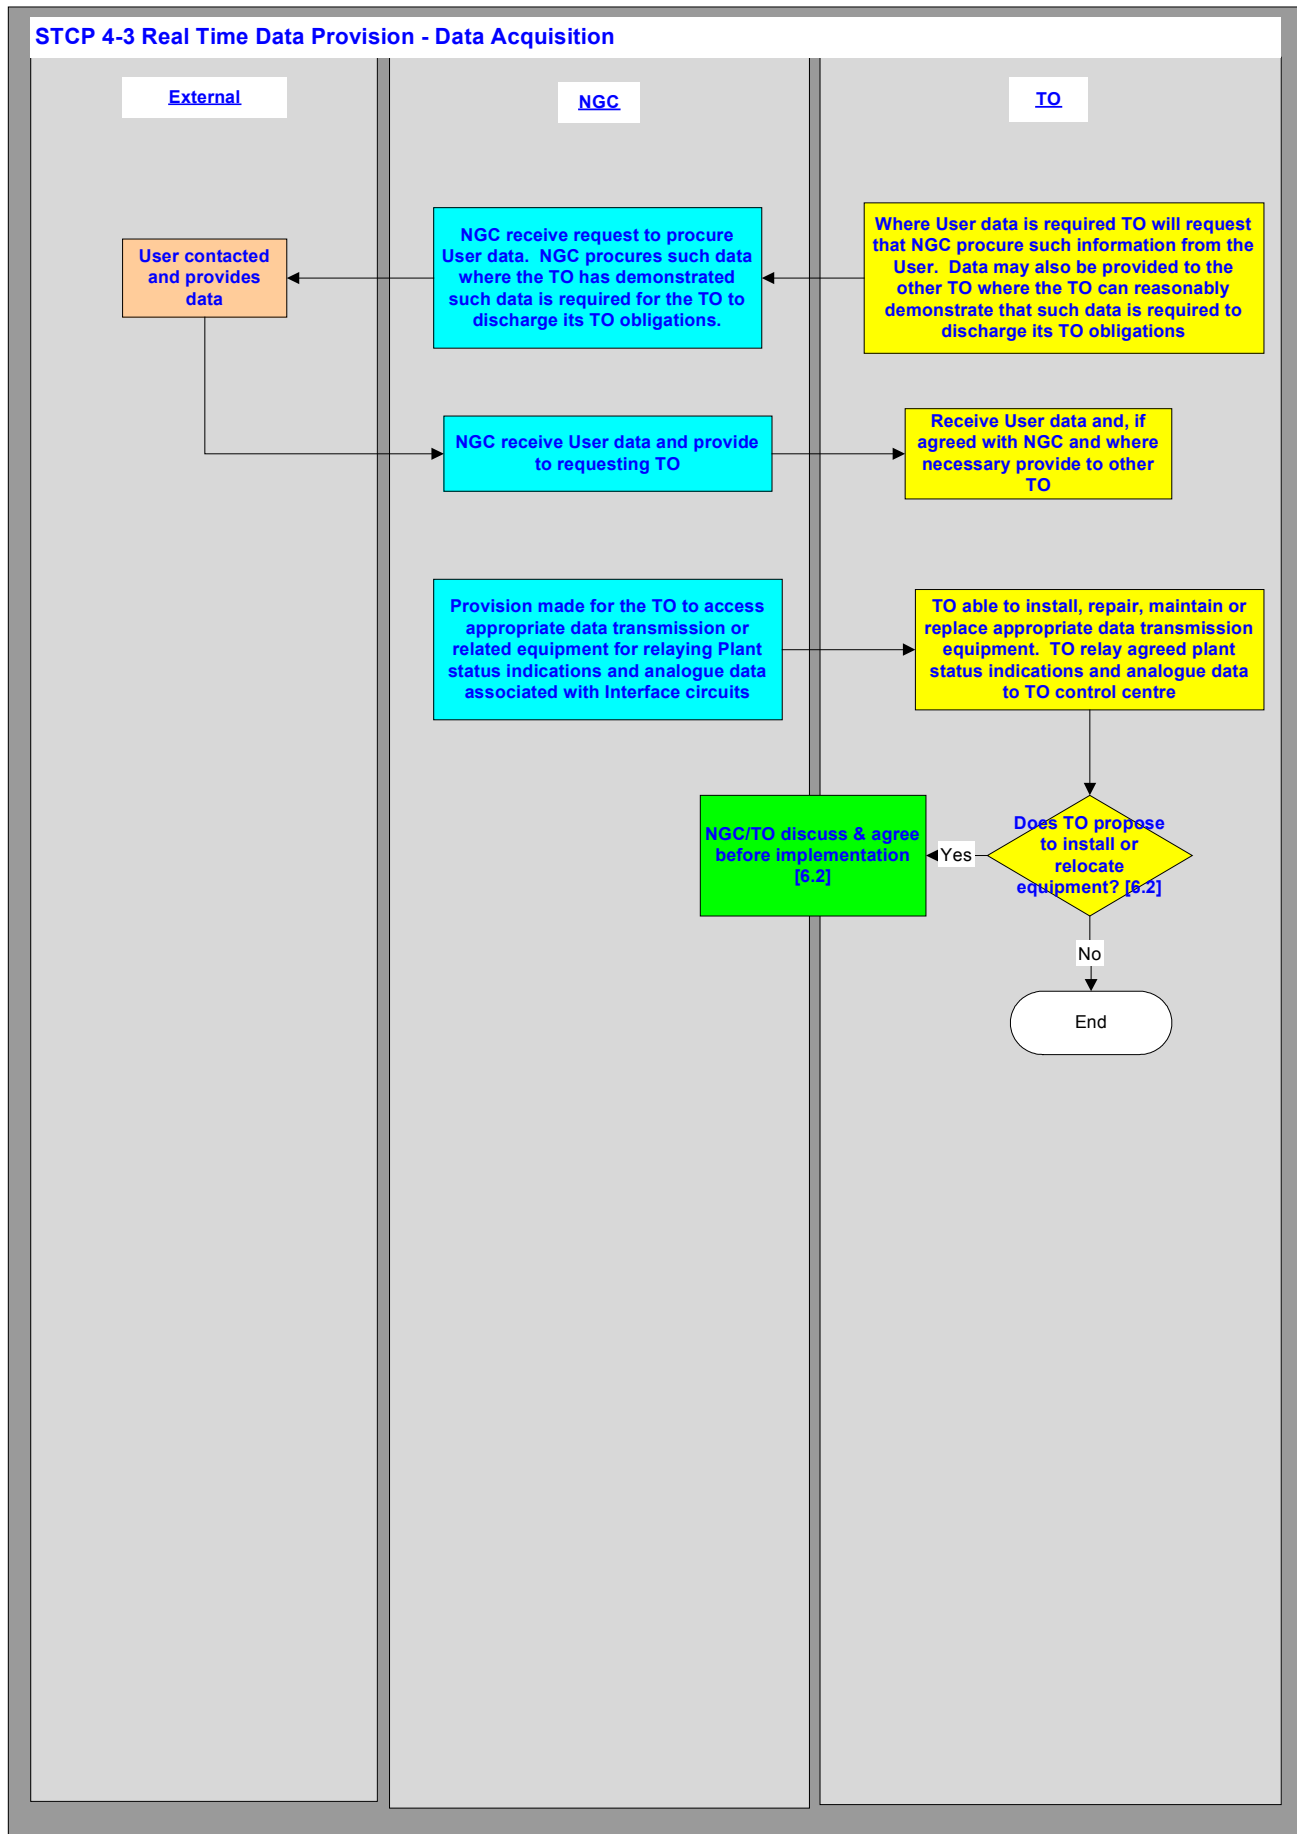 STCP 4-3 Real Time Data Provision - Data Acquisition
External
NGC
TO
User contacted
and provides
data
NGC receive request to procure
User data.  NGC procures such data
where the TO has demonstrated
such data is required for the TO to
discharge its TO obligations.
Where User data is required TO will request
that NGC procure such information from the
User.  Data may also be provided to the
other TO where the TO can reasonably
demonstrate that such data is required to
discharge its TO obligations
NGC receive User data and provide
to requesting TO
Receive User data and, if
agreed with NGC and where
necessary provide to other
TO
Provision made for the TO to access
appropriate data transmission or
related equipment for relaying Plant
status indications and analogue data
associated with Interface circuits
TO able to install, repair, maintain or
replace appropriate data transmission
equipment.  TO relay agreed plant
status indications and analogue data
to TO control centre
NGC/TO discuss & agree
before implementation
[6.2]
Yes
Does TO propose
to install or
relocate
equipment? [6.2]
No
End